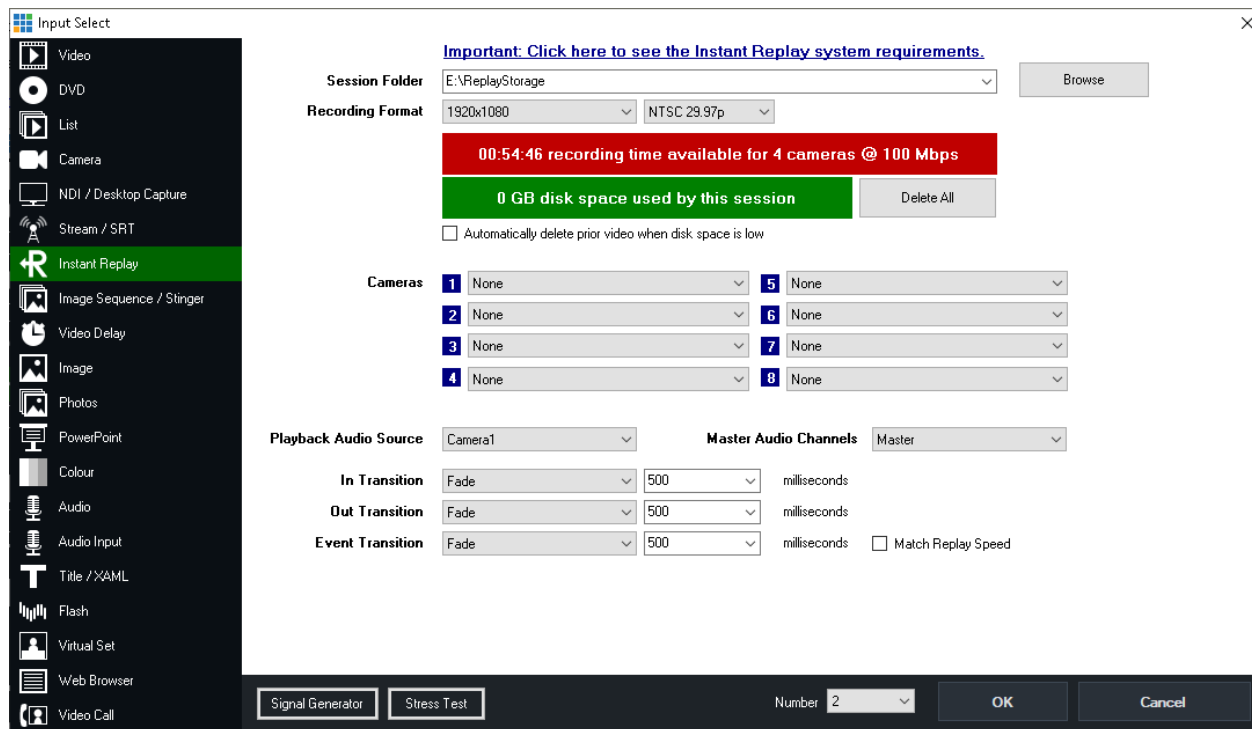 Input Select
Video
DVD
List
Camera
NDI / Desktop Capture
Stream / SRT
Instant Replay
Image Sequence / Stinger
Video Delay
Image
Photos
PowerPoint
Colour
Audio
Audio Input
Title / XAML
Flash
Virtual Set
Web Browser
Video Call
Important: Click here to see the Instant Replay system requirements.
Session Folder E:\ReplayStorage Browse
Recording Format 1920x1080 NTSC 29.97p
00:54:46 recording time available for 4 cameras @ 100 Mbps
0 GB disk space used by this session Delete All
Automatically delete prior video when disk space is low
Cameras 1 None 5 None
2 None 6 None
3 None 7 None
4 None 8 None
Playback Audio Source Camera1 Master Audio Channels Master
In Transition Fade 500 milliseconds
Out Transition Fade 500 milliseconds
Event Transition Fade 500 milliseconds Match Replay Speed
Signal Generator Stress Test Number 2 OK Cancel